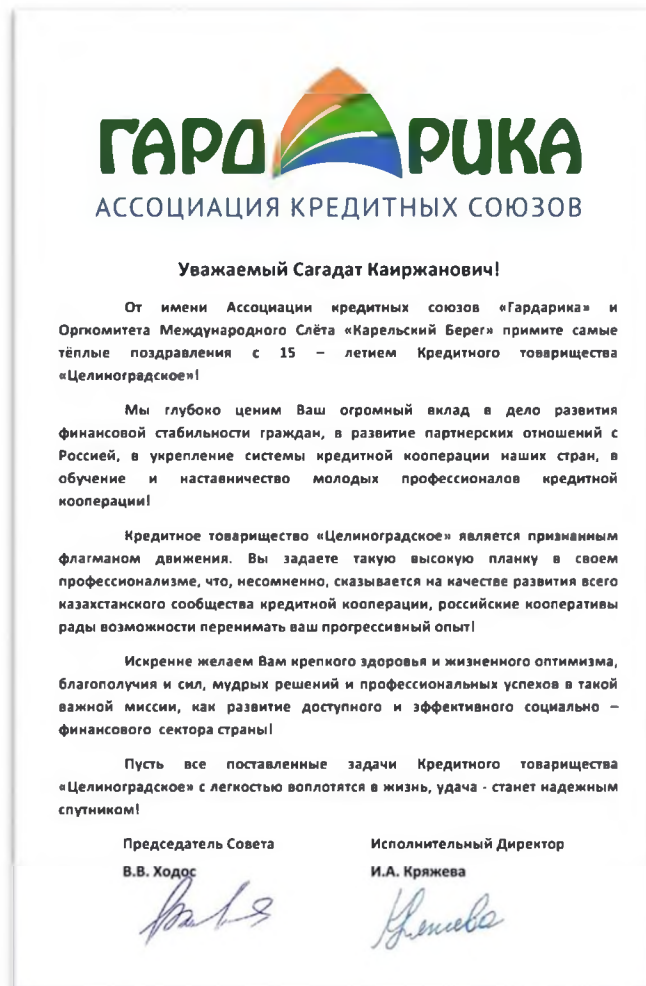 ГАРДАРИКА
АССОЦИАЦИЯ КРЕДИТНЫХ СОЮЗОВ
Уважаемый Сагадат Каиржанович!
От имени Ассоциации кредитных союзов «Гардарика» и
Оргкомитета Международного Слёта «Карельский Берег» примите самые
тёплые поздравления с 15 – летием Кредитного товарищества
«Целиноградское»!
Мы глубоко ценим Ваш огромный вклад в дело развития
финансовой стабильности граждан, в развитие партнерских отношений с
Россией, в укрепление системы кредитной кооперации наших стран, в
обучение и наставничество молодых профессионалов кредитной
кооперации!
Кредитное товарищество «Целиноградское» является признанным
флагманом движения. Вы задаете такую высокую планку в своем
профессионализме, что, несомненно, сказывается на качестве развития всего
казахстанского сообщества кредитной кооперации, российские кооперативы
рады возможности перенимать ваш прогрессивный опыт!
Искренне желаем Вам крепкого здоровья и жизненного оптимизма,
благополучия и сил, мудрых решений и профессиональных успехов в такой
важной миссии, как развитие доступного и эффективного социально –
финансового сектора страны!
Пусть все поставленные задачи Кредитного товарищества
«Целиноградское» с легкостью воплотятся в жизнь, удача - станет надежным
спутником!
Председатель Совета Исполнительный Директор
В.В. Ходос И.А. Кряжева